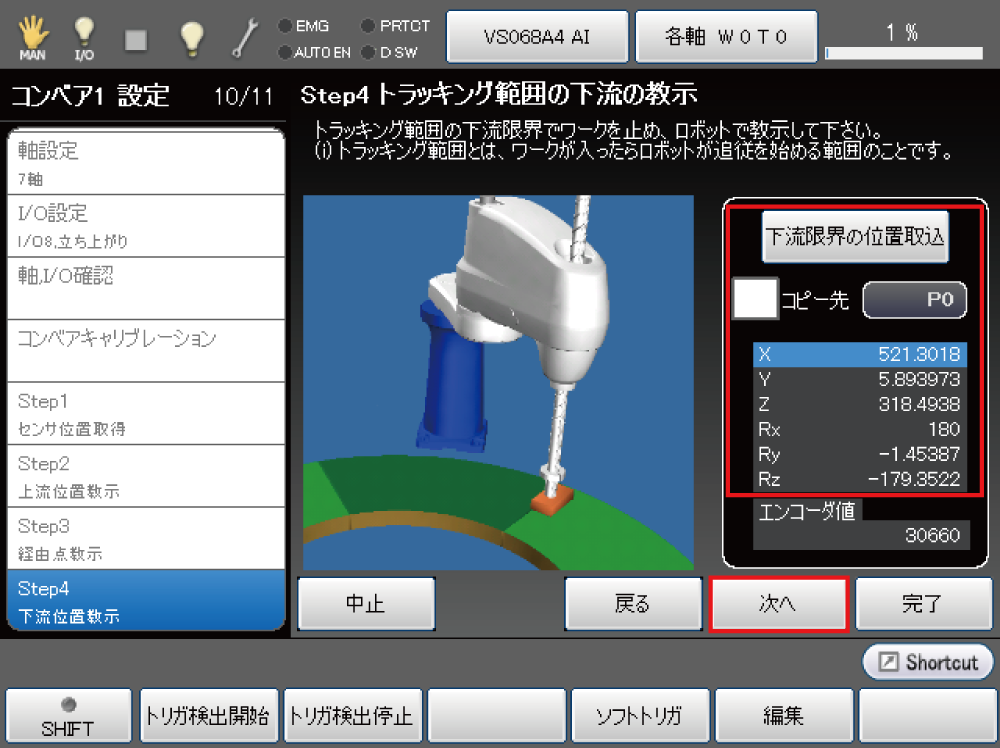 MAN
I/O
EMG
PRTCT
AUTO EN
D SW
VS068A4 AI
各軸 W0T0
1 %
コンベア1 設定 10/11
Step4 トラッキング範囲の下流の教示
軸設定
7軸
I/O設定
I/O8,立ち上がり
軸,I/O確認
コンベアキャリブレーション
Step1
センサ位置取得
Step2
上流位置教示
Step3
経由点教示
Step4
下流位置教示
トラッキング範囲の下流限界でワークを止め、ロボットで教示して下さい。
(i)トラッキング範囲とは、ワークが入ったらロボットが追従を始める範囲のことです。
下流限界の位置取込
コピー先 P0
X 521.3018
Y 5.893973
Z 318.4938
Rx 180
Ry -1.45387
Rz -179.3522
エンコーダ値
30660
中止
戻る
次へ
完了
Shortcut
SHIFT
トリガ検出開始
トリガ検出停止
ソフトトリガ
編集